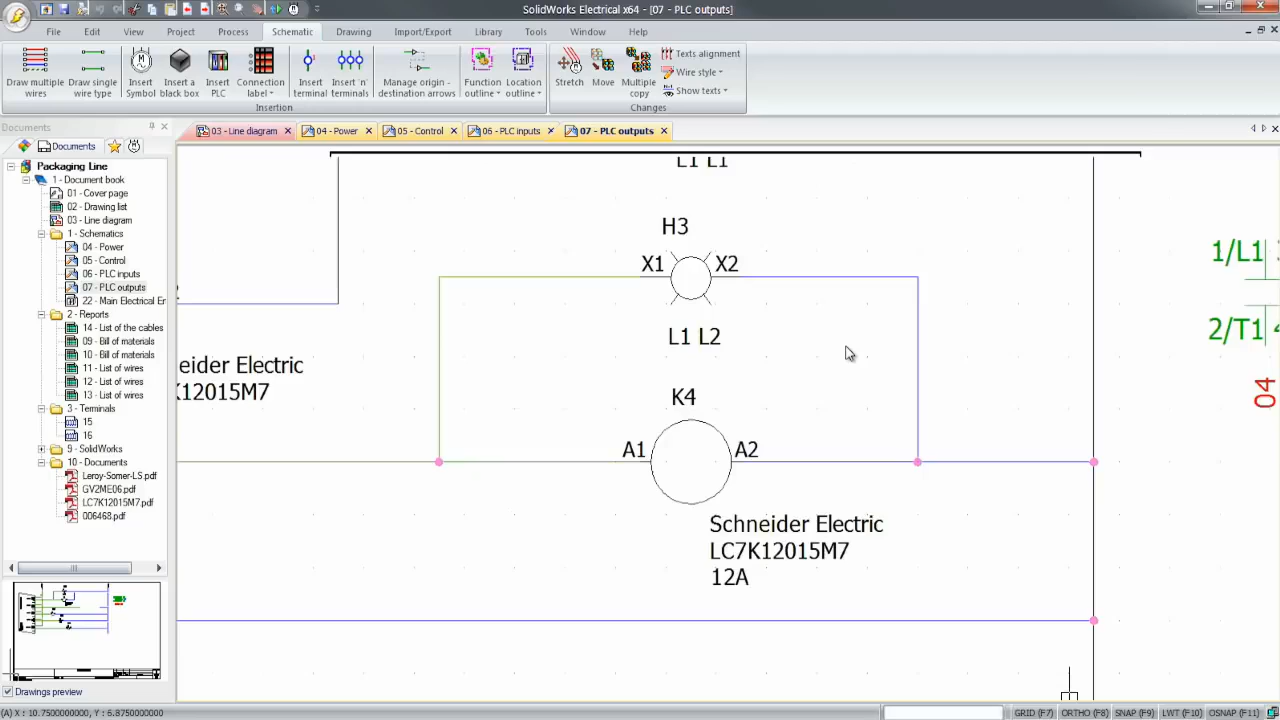 SolidWorks Electrical x64 - [07 - PLC outputs]
File Edit View Project Process Schematic Drawing Import/Export Library Tools Window Help
Draw multiple wires
Draw single wire type
Insert Symbol
Insert a black box
Insert PLC
Connection label
Insert terminal
Insert 'n' terminals
Manage origin - destination arrows
Function outline
Location outline
Stretch
Move
Multiple copy
Texts alignment
Wire style
Show texts
Insertion
Changes
Documents
03 - Line diagram
04 - Power
05 - Control
06 - PLC inputs
07 - PLC outputs
Documents
Packaging Line
1 - Document book
01 - Cover page
02 - Drawing list
03 - Line diagram
1 - Schematics
04 - Power
05 - Control
06 - PLC inputs
07 - PLC outputs
22 - Main Electrical En
2 - Reports
14 - List of the cables
09 - Bill of materials
10 - Bill of materials
11 - List of wires
12 - List of wires
13 - List of wires
3 - Terminals
15
16
9 - SolidWorks
10 - Documents
Leroy-Somer-LS.pdf
GV2ME06.pdf
LC7K12015M7.pdf
006468.pdf
Drawings preview
L1 L1
H3
X1 X2
L1 L2
K4
A1 A2
Schneider Electric
LC7K12015M7
12A
eider Electric
K12015M7
1/L1
2/T1
04
(A) X : 10.7500000000, Y : 6.8750000000
GRID (F7) ORTHO (F8) SNAP (F9) LWT (F10) OSNAP (F11)